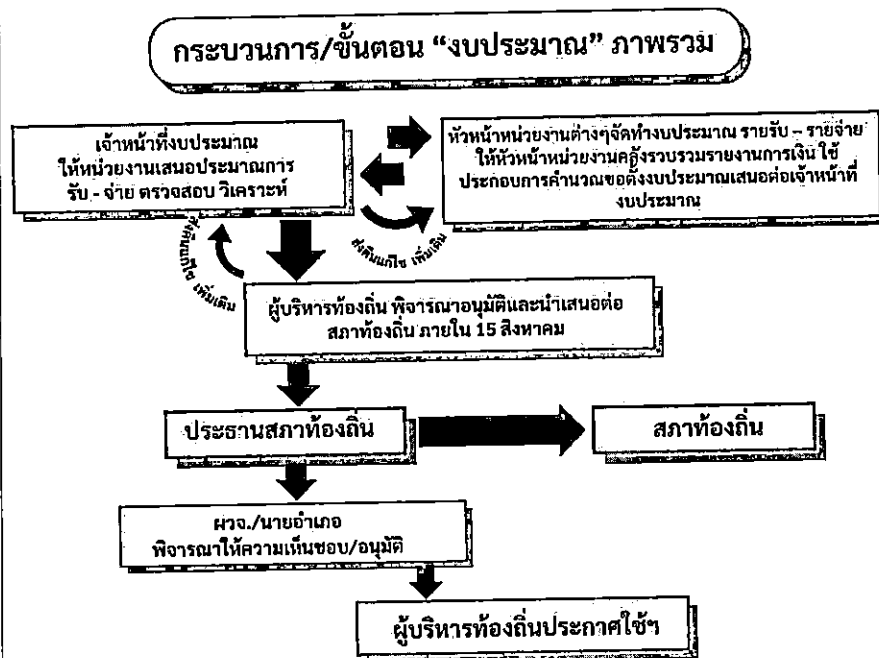 กระบวนการ/ขั้นตอน “งบประมาณ” ภาพรวม
เจ้าหน้าที่งบประมาณ
ให้หน่วยงานเสนอประมาณการ
รับ - จ่าย ตรวจสอบ วิเคราะห์
หัวหน้าหน่วยงานต่างๆจัดทำงบประมาณ รายรับ – รายจ่าย
ให้หัวหน้าหน่วยงานคลังรวบรวมรายงานการเงิน ใช้
ประกอบการคำนวณขอตั้งงบประมาณเสนอต่อเจ้าหน้าที่
งบประมาณ
ส่งคืนแก้ไข เพิ่มเติม
ส่งคืนแก้ไข เพิ่มเติม
ผู้บริหารท้องถิ่น พิจารณาอนุมัติและนำเสนอต่อ
สภาท้องถิ่น ภายใน 15 สิงหาคม
ประธานสภาท้องถิ่น
สภาท้องถิ่น
ผวจ./นายอำเภอ
พิจารณาให้ความเห็นชอบ/อนุมัติ
ผู้บริหารท้องถิ่นประกาศใช้ฯ